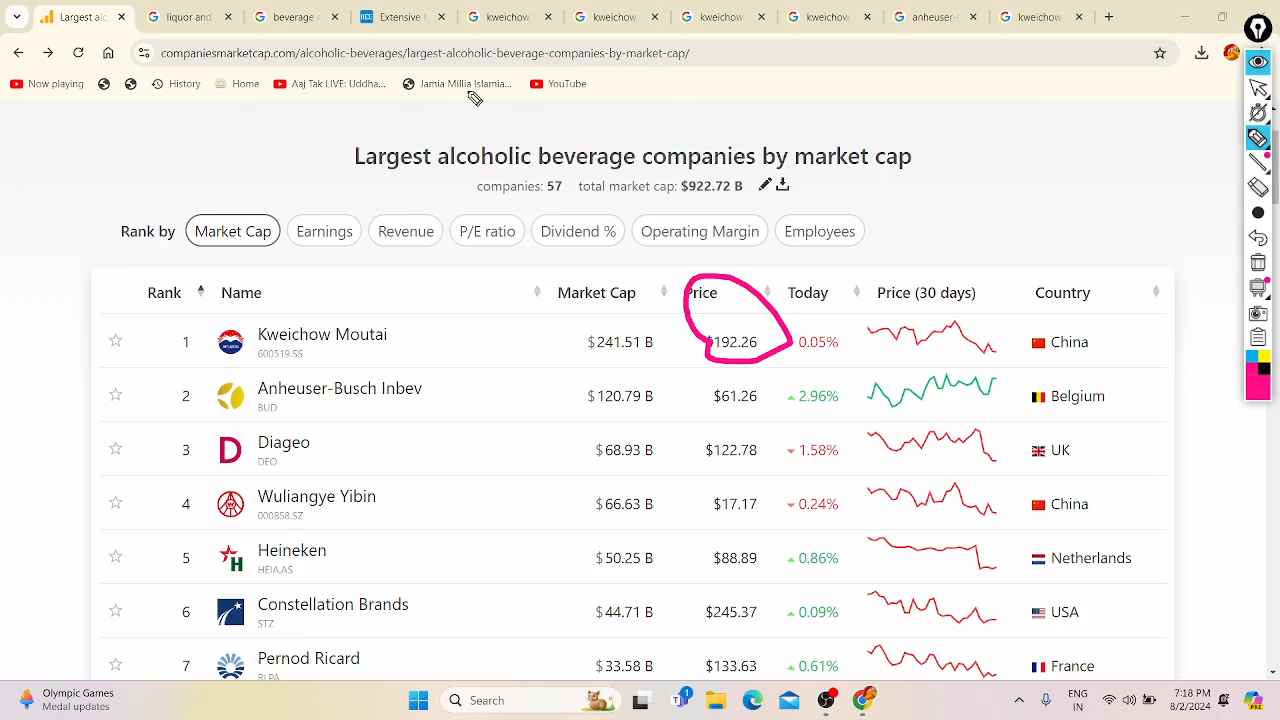 Largest alc
liquor and
beverage
Extensive
kweichow
kweichow
kweichow
kweichow
anheuser-
kweichow
companiesmarketcap.com/alcoholic-beverages/largest-alcoholic-beverage-companies-by-market-cap/
Now playing History Home Aaj Tak LIVE: Uddha... Jamia Millia Islamia... YouTube
Largest alcoholic beverage companies by market cap
companies: 57 total market cap: $922.72 B
Rank by Market Cap Earnings Revenue P/E ratio Dividend % Operating Margin Employees
Rank Name Market Cap Price Today Price (30 days) Country
1 Kweichow Moutai $241.51 B $192.26 0.05% China
600519.SS
2 Anheuser-Busch Inbev $120.79 B $61.26 2.96% Belgium
BUD
3 Diageo $68.93 B $122.78 1.58% UK
DEO
4 Wuliangye Yibin $66.63 B $17.17 0.24% China
000858.SZ
5 Heineken $50.25 B $88.89 0.86% Netherlands
HEIA.AS
6 Constellation Brands $44.71 B $245.37 0.09% USA
STZ
7 Pernod Ricard $33.58 B $133.63 0.61% France
RI.PA
Olympic Games
Medal updates
Search
1
ENG
IN
7:18 PM
8/2/2024